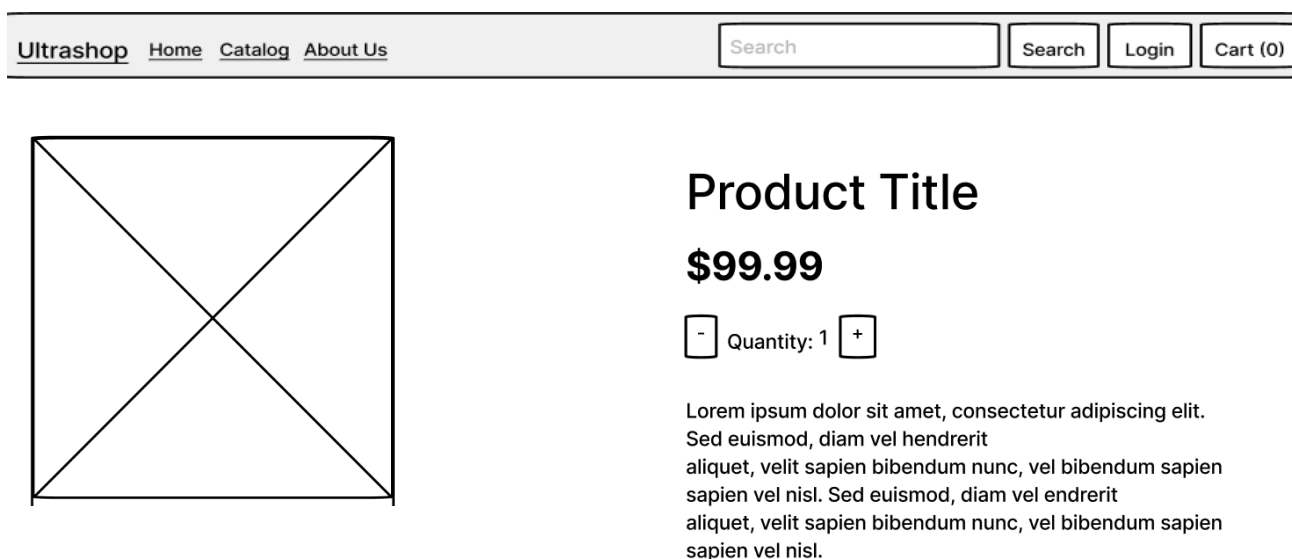 Ultrashop Home Catalog About Us Search Search Login Cart (0)
Product Title
$99.99
- Quantity: 1 +
Lorem ipsum dolor sit amet, consectetur adipiscing elit.
Sed euismod, diam vel hendrerit
aliquet, velit sapien bibendum nunc, vel bibendum sapien
sapien vel nisl. Sed euismod, diam vel endrerit
aliquet, velit sapien bibendum nunc, vel bibendum sapien
sapien vel nisl.